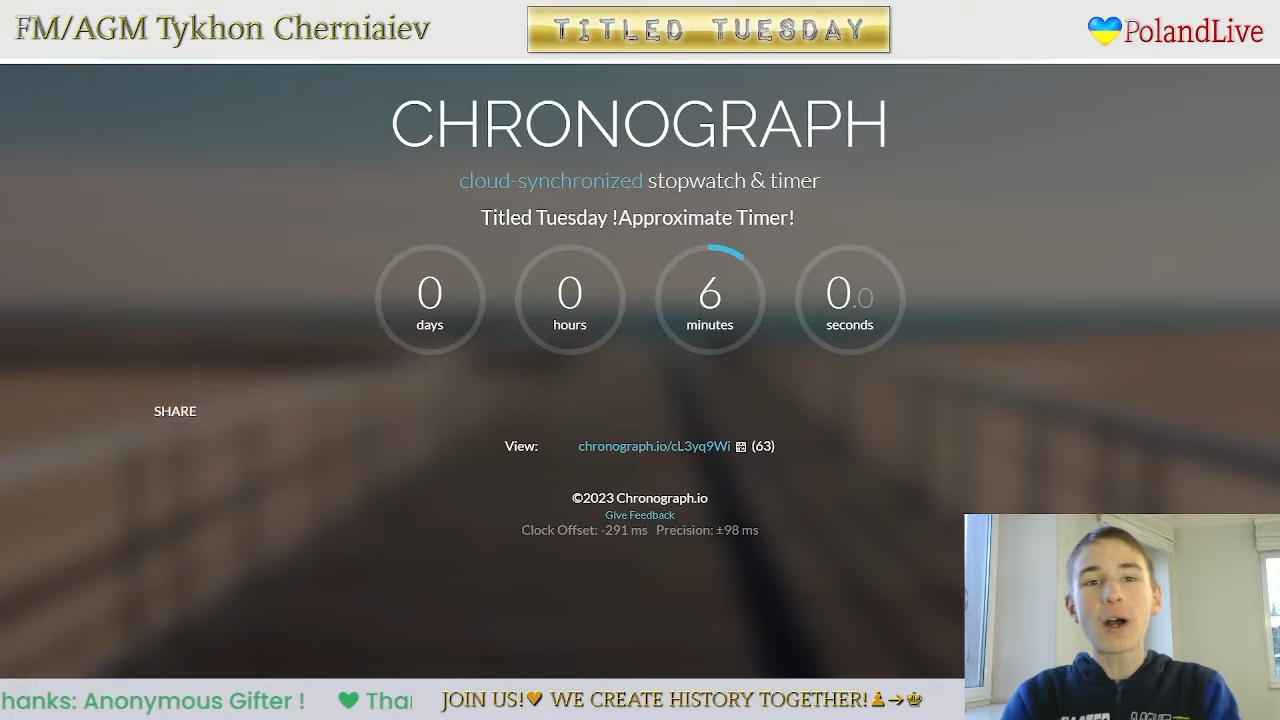 FM/AGM Tykhon Cherniaiev
TITLED TUESDAY
PolandLive
CHRONOGRAPH
cloud-synchronized stopwatch & timer
Titled Tuesday !Approximate Timer!
0 0 6 0.0
days hours minutes seconds
SHARE
View: chronograph.io/cL3yq9Wi (63)
©2023 Chronograph.io
Give Feedback
Clock Offset: -291 ms Precision: ±98 ms
hanks: Anonymous Gifter ! 💚 Tha
JOIN US!🧡 WE CREATE HISTORY TOGETHER!♟→♚